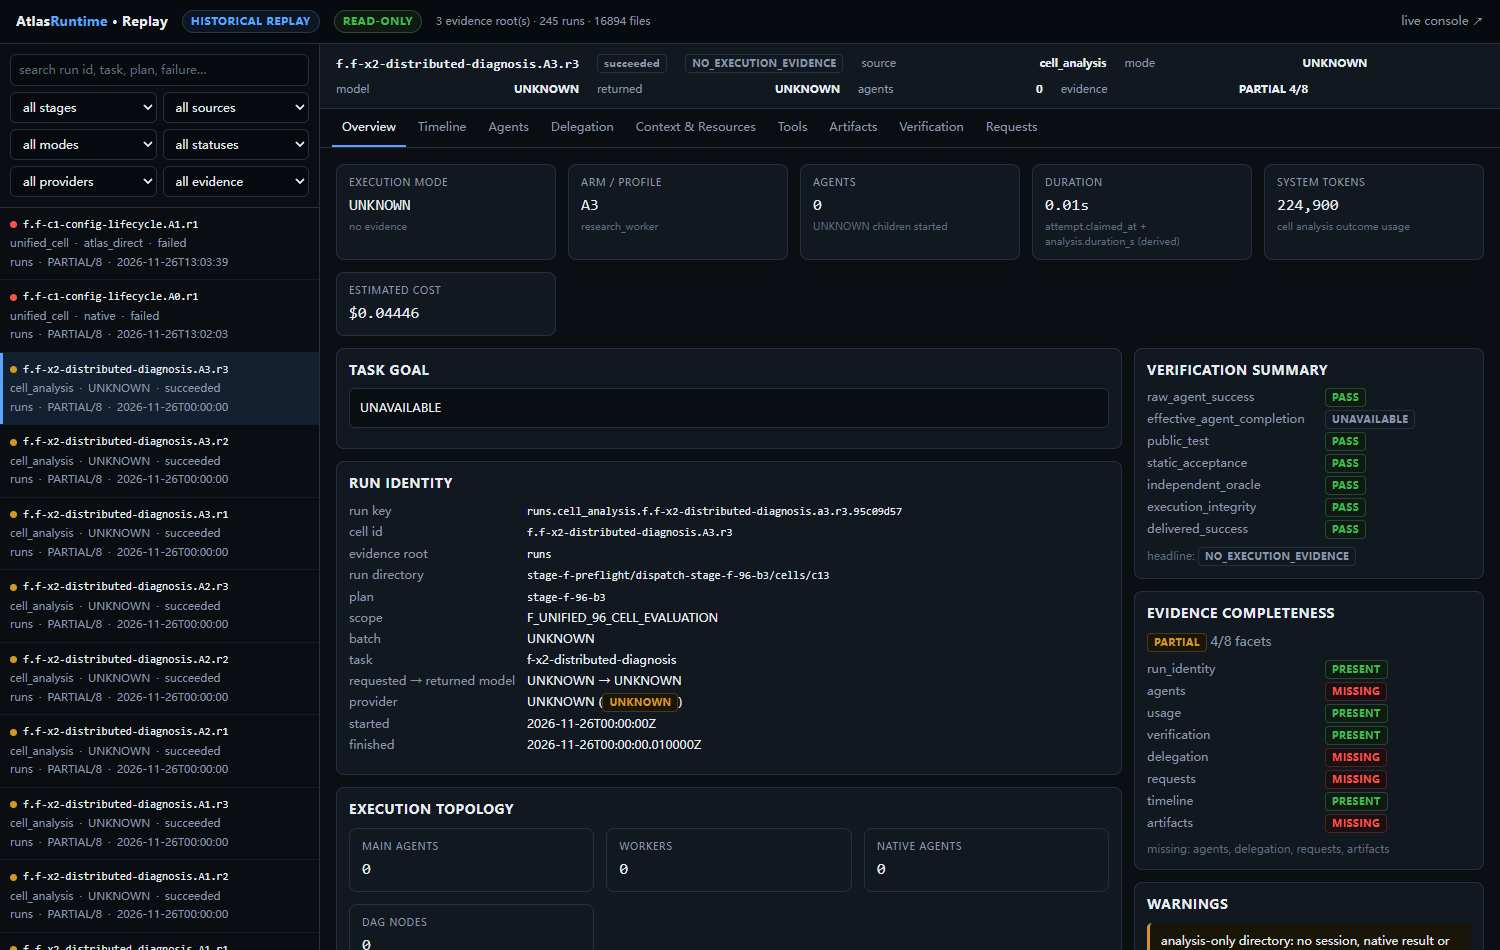 AtlasRuntime • Replay HISTORICAL REPLAY READ-ONLY 3 evidence root(s) · 245 runs · 16894 files live console ↗
search run id, task, plan, failure...
all stages all sources
all modes all statuses
all providers all evidence
f.f-c1-config-lifecycle.A1.r1
unified_cell · atlas_direct · failed
runs · PARTIAL/8 · 2026-11-26T13:03:39
f.f-c1-config-lifecycle.A0.r1
unified_cell · native · failed
runs · PARTIAL/8 · 2026-11-26T13:02:03
f.f-x2-distributed-diagnosis.A3.r3
cell_analysis · UNKNOWN · succeeded
runs · PARTIAL/8 · 2026-11-26T00:00:00
f.f-x2-distributed-diagnosis.A3.r2
cell_analysis · UNKNOWN · succeeded
runs · PARTIAL/8 · 2026-11-26T00:00:00
f.f-x2-distributed-diagnosis.A3.r1
cell_analysis · UNKNOWN · succeeded
runs · PARTIAL/8 · 2026-11-26T00:00:00
f.f-x2-distributed-diagnosis.A2.r3
cell_analysis · UNKNOWN · succeeded
runs · PARTIAL/8 · 2026-11-26T00:00:00
f.f-x2-distributed-diagnosis.A2.r2
cell_analysis · UNKNOWN · succeeded
runs · PARTIAL/8 · 2026-11-26T00:00:00
f.f-x2-distributed-diagnosis.A2.r1
cell_analysis · UNKNOWN · succeeded
runs · PARTIAL/8 · 2026-11-26T00:00:00
f.f-x2-distributed-diagnosis.A1.r3
cell_analysis · UNKNOWN · succeeded
runs · PARTIAL/8 · 2026-11-26T00:00:00
f.f-x2-distributed-diagnosis.A1.r2
cell_analysis · UNKNOWN · succeeded
runs · PARTIAL/8 · 2026-11-26T00:00:00
f.f-x2-distributed-diagnosis.A1.r1
f.f-x2-distributed-diagnosis.A3.r3 succeeded NO_EXECUTION_EVIDENCE source cell_analysis mode UNKNOWN
model UNKNOWN returned UNKNOWN agents 0 evidence PARTIAL 4/8
Overview Timeline Agents Delegation Context & Resources Tools Artifacts Verification Requests
EXECUTION MODE
UNKNOWN
no evidence
ARM / PROFILE
A3
research_worker
AGENTS
0
UNKNOWN children started
DURATION
0.01s
attempt.claimed_at +
analysis.duration_s (derived)
SYSTEM TOKENS
224,900
cell analysis outcome usage
ESTIMATED COST
$0.04446
TASK GOAL
UNAVAILABLE
RUN IDENTITY
run key runs.cell_analysis.f.f-x2-distributed-diagnosis.a3.r3.95c09d57
cell id f.f-x2-distributed-diagnosis.A3.r3
evidence root runs
run directory stage-f-preflight/dispatch-stage-f-96-b3/cells/c13
plan stage-f-96-b3
scope F_UNIFIED_96_CELL_EVALUATION
batch UNKNOWN
task f-x2-distributed-diagnosis
requested → returned model UNKNOWN → UNKNOWN
provider UNKNOWN (UNKNOWN)
started 2026-11-26T00:00:00Z
finished 2026-11-26T00:00:00.010000Z
EXECUTION TOPOLOGY
MAIN AGENTS
0
WORKERS
0
NATIVE AGENTS
0
DAG NODES
0
VERIFICATION SUMMARY
raw_agent_success PASS
effective_agent_completion UNAVAILABLE
public_test PASS
static_acceptance PASS
independent_oracle PASS
execution_integrity PASS
delivered_success PASS
headline: NO_EXECUTION_EVIDENCE
EVIDENCE COMPLETENESS
PARTIAL 4/8 facets
run_identity PRESENT
agents MISSING
usage PRESENT
verification PRESENT
delegation MISSING
requests MISSING
timeline PRESENT
artifacts MISSING
missing: agents, delegation, requests, artifacts
WARNINGS
analysis-only directory: no session, native result or